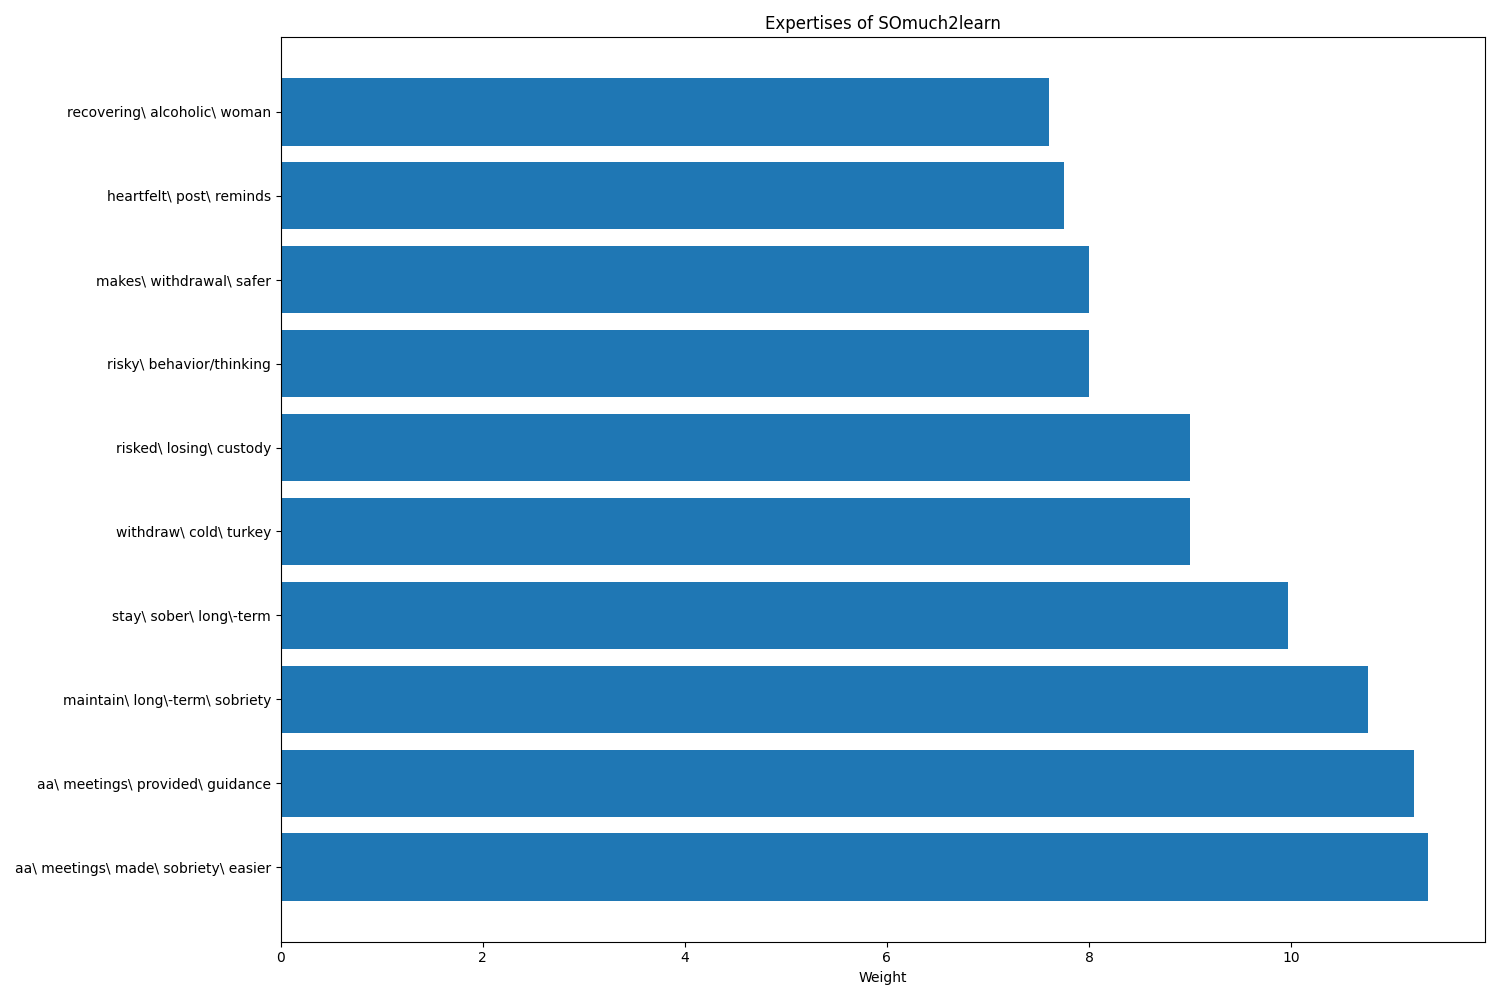 Expertises of SOmuch2learn
recovering\ alcoholic\ woman
heartfelt\ post\ reminds
makes\ withdrawal\ safer
risky\ behavior/thinking
risked\ losing\ custody
withdraw\ cold\ turkey
stay\ sober\ long\-term
maintain\ long\-term\ sobriety
aa\ meetings\ provided\ guidance
aa\ meetings\ made\ sobriety\ easier
0 2 4 6 8 10
Weight